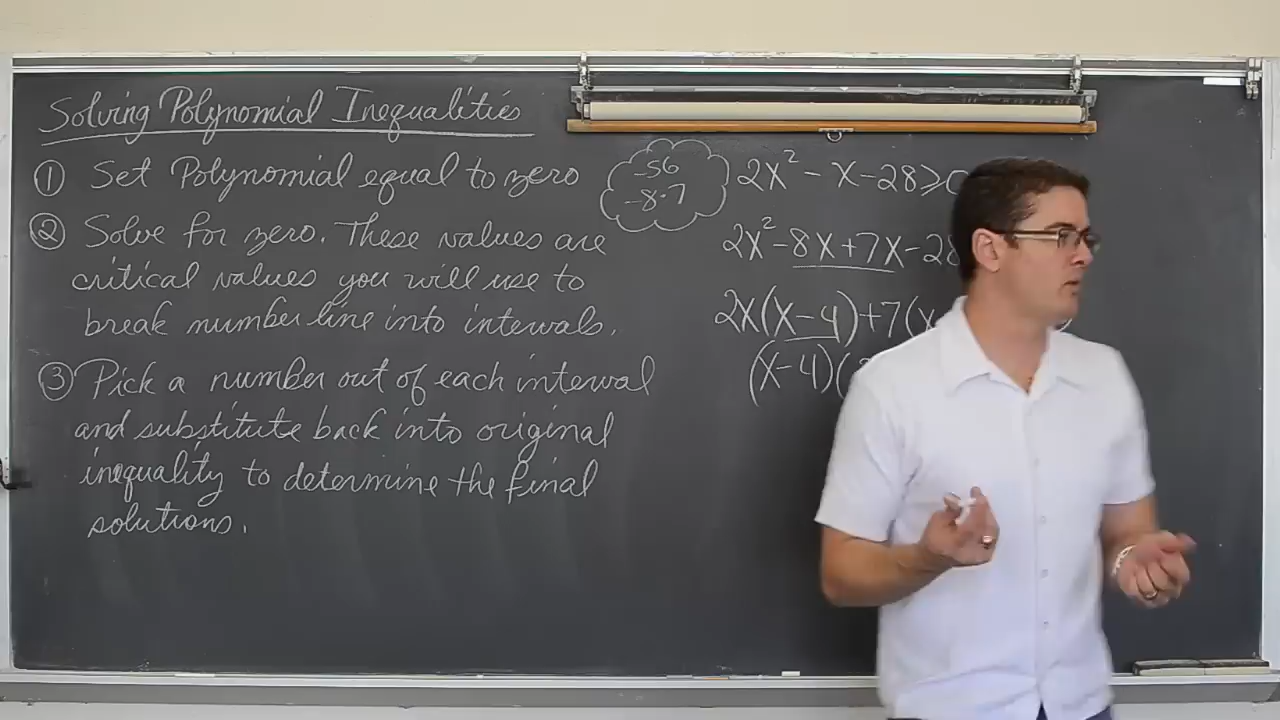 Solving Polynomial Inequalities
① Set Polynomial equal to zero
② Solve for zero. These values are
critical values you will use to
break number line into intervals.
③ Pick a number out of each interval
and substitute back into original
inequality to determine the final
solutions.
-56
-8·7
2x² - x - 28 ≥ 0
2x² - 8x + 7x - 28
2x(x - 4) + 7(x
(x - 4)(